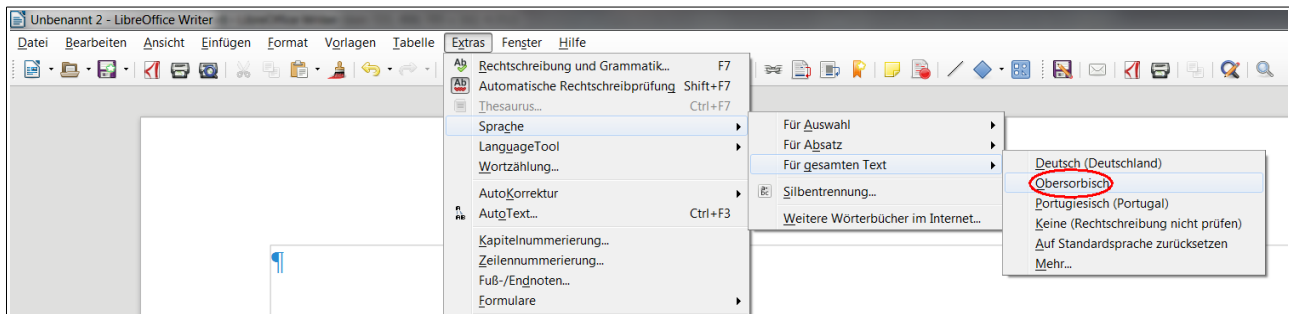 Unbenannt 2 - LibreOffice Writer
Datei Bearbeiten Ansicht Einfügen Format Vorlagen Tabelle Extras Fenster Hilfe
Rechtschreibung und Grammatik... F7
Automatische Rechtschreibprüfung Shift+F7
Thesaurus... Ctrl+F7
Sprache
LanguageTool
Wortzählung...
AutoKorrektur
AutoText... Ctrl+F3
Kapitelnummerierung...
Zeilennummerierung...
Fuß-/Endnoten...
Formulare
Für Auswahl
Für Absatz
Für gesamten Text
Silbentrennung...
Weitere Wörterbücher im Internet...
Deutsch (Deutschland)
Obersorbisch
Portugiesisch (Portugal)
Keine (Rechtschreibung nicht prüfen)
Auf Standardsprache zurücksetzen
Mehr...
¶